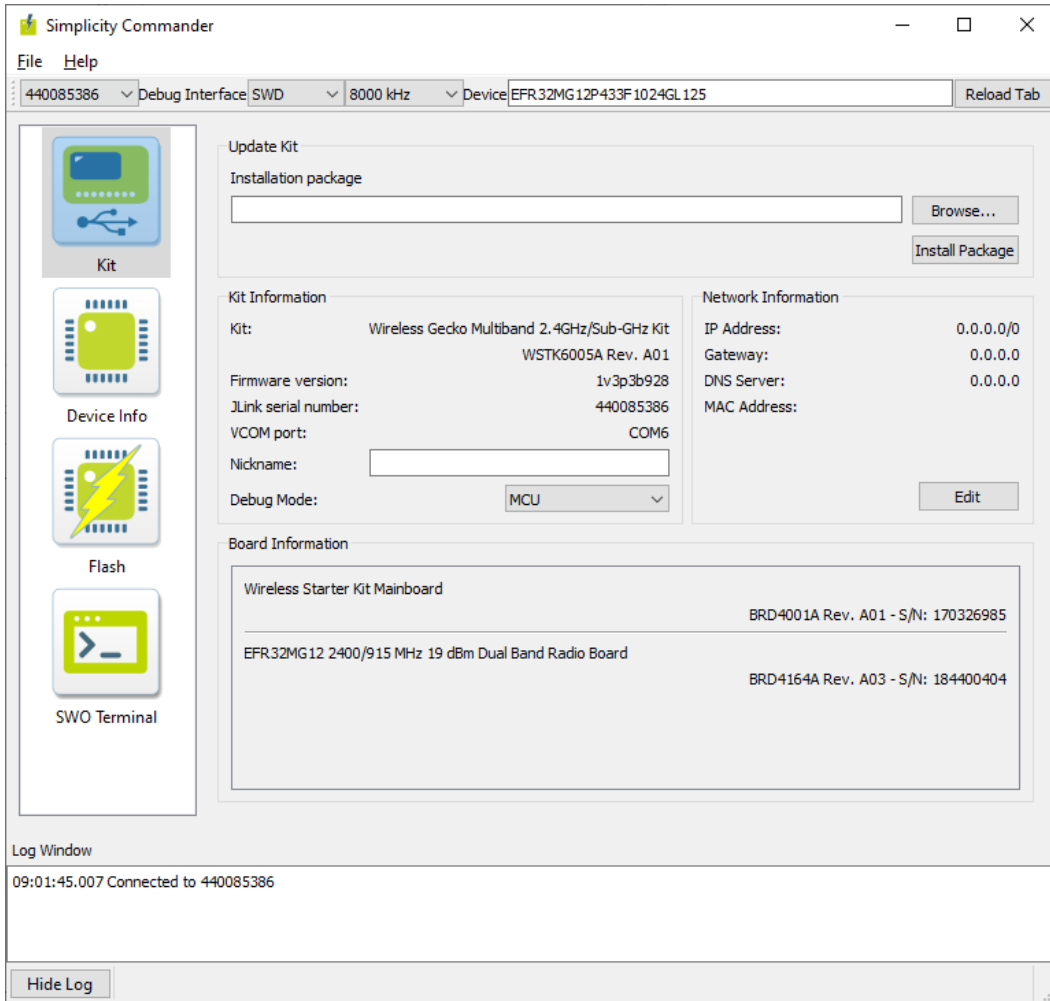 Simplicity Commander
File Help
440085386 Debug Interface SWD 8000 kHz Device EFR32MG12P433F1024GL125 Reload Tab
Kit
Device Info
Flash
SWO Terminal
Update Kit
Installation package
Browse...
Install Package
Kit Information
Kit: Wireless Gecko Multiband 2.4GHz/Sub-GHz Kit
WSTK6005A Rev. A01
Firmware version: 1v3p3b928
JLink serial number: 440085386
VCOM port: COM6
Nickname:
Debug Mode: MCU
Network Information
IP Address: 0.0.0.0/0
Gateway: 0.0.0.0
DNS Server: 0.0.0.0
MAC Address:
Edit
Board Information
Wireless Starter Kit Mainboard
BRD4001A Rev. A01 - S/N: 170326985
EFR32MG12 2400/915 MHz 19 dBm Dual Band Radio Board
BRD4164A Rev. A03 - S/N: 184400404
Log Window
09:01:45.007 Connected to 440085386
Hide Log